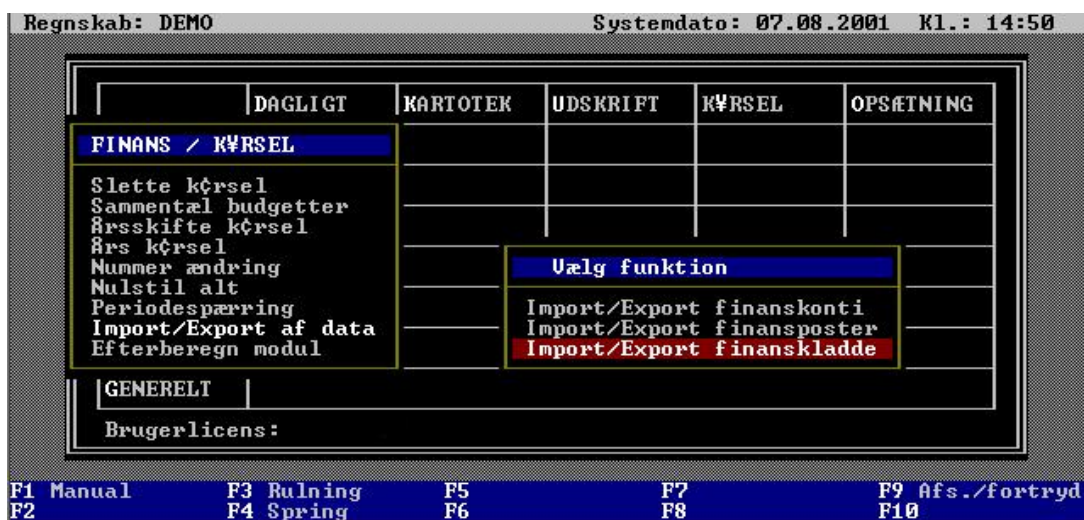 Regnskab: DEMO Systemdato: 07.08.2001 Kl.: 14:50
DAGLIGT KARTOTEK UDSKRIFT K¥RSEL OPSÆTNING
FINANS / K¥RSEL
Slette k¢rsel
Sammentæl budgetter
Årsskifte k¢rsel
Års k¢rsel
Nummer ændring
Nulstil alt
Periodespærring
Import/Export af data
Efterberegn modul
Vælg funktion
Import/Export finanskonti
Import/Export finansposter
Import/Export finanskladde
GENERELT
Brugerlicens:
F1 Manual F3 Rulning F5 F7 F9 Afs./fortryd
F2 F4 Spring F6 F8 F10